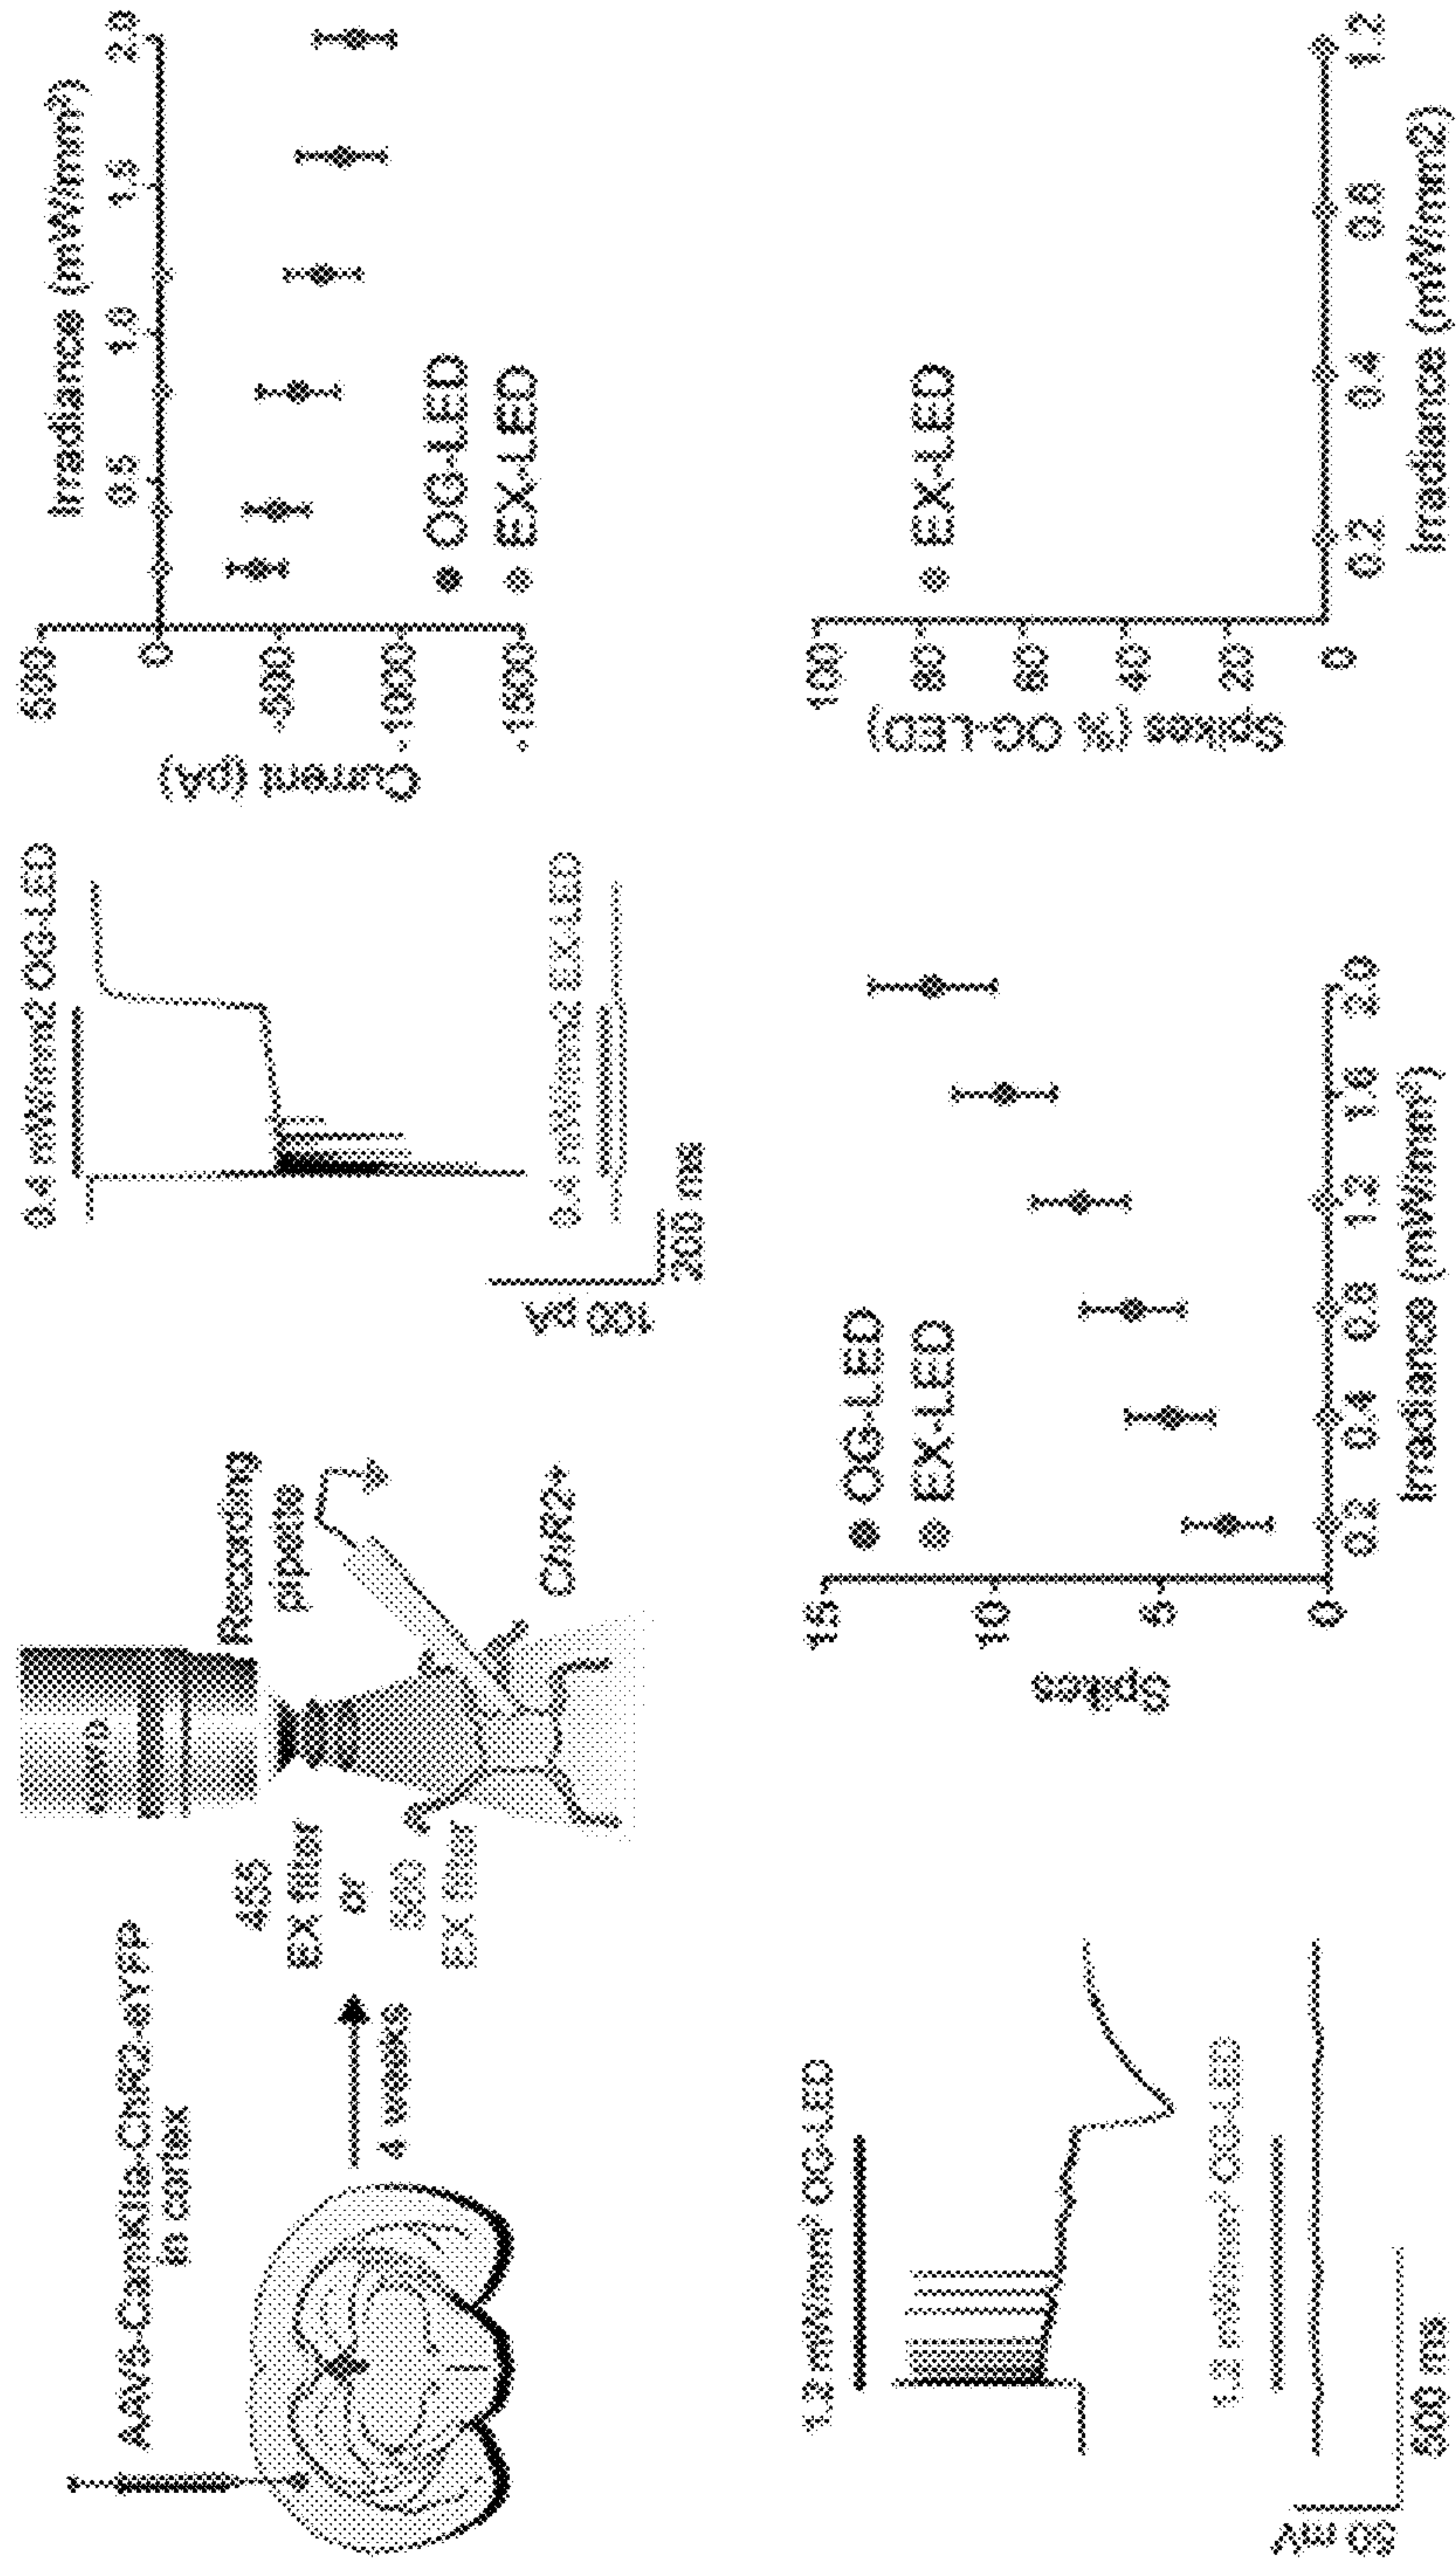 AAV5-CamKIIa-ChR2-eYFP
in cortex
4 weeks
455
EX filter
or
500
EX filter
Recording
pipette
ChR2+
0.4 mW/mm2 OG-LED
0.4 mW/mm2 EX-LED
100 pA
200 ms
Irradiance (mW/mm²)
0.5
1.0
1.5
2.0
500
0
-500
-1000
-1500
Current (pA)
OG-LED
EX-LED
1.2 mW/mm² OG-LED
1.2 mW/mm² OG-LED
50 mV
500 ms
Spikes
15
10
5
0
OG-LED
EX-LED
0.2
0.4
0.8
1.2
1.6
2.0
Irradiance (mW/mm²)
Spikes (% OG-LED)
100
80
60
40
20
0
EX-LED
0.2
0.4
0.8
1.2
Irradiance (mW/mm2)